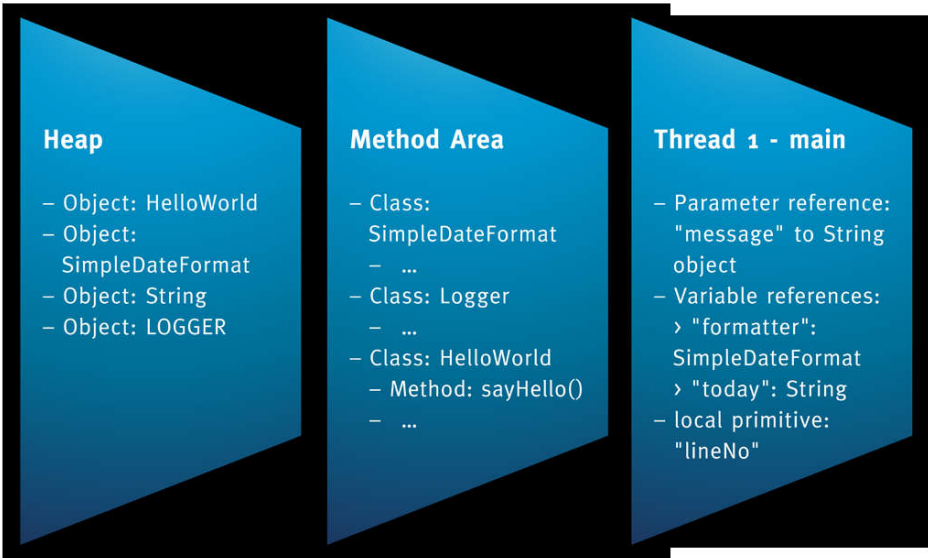 Heap
– Object: HelloWorld
– Object:
SimpleDateFormat
– Object: String
– Object: LOGGER
Method Area
– Class:
SimpleDateFormat
– ...
– Class: Logger
– ...
– Class: HelloWorld
– Method: sayHello()
– ...
Thread 1 - main
– Parameter reference:
"message" to String
object
– Variable references:
› "formatter":
SimpleDateFormat
› "today": String
– local primitive:
"lineNo"